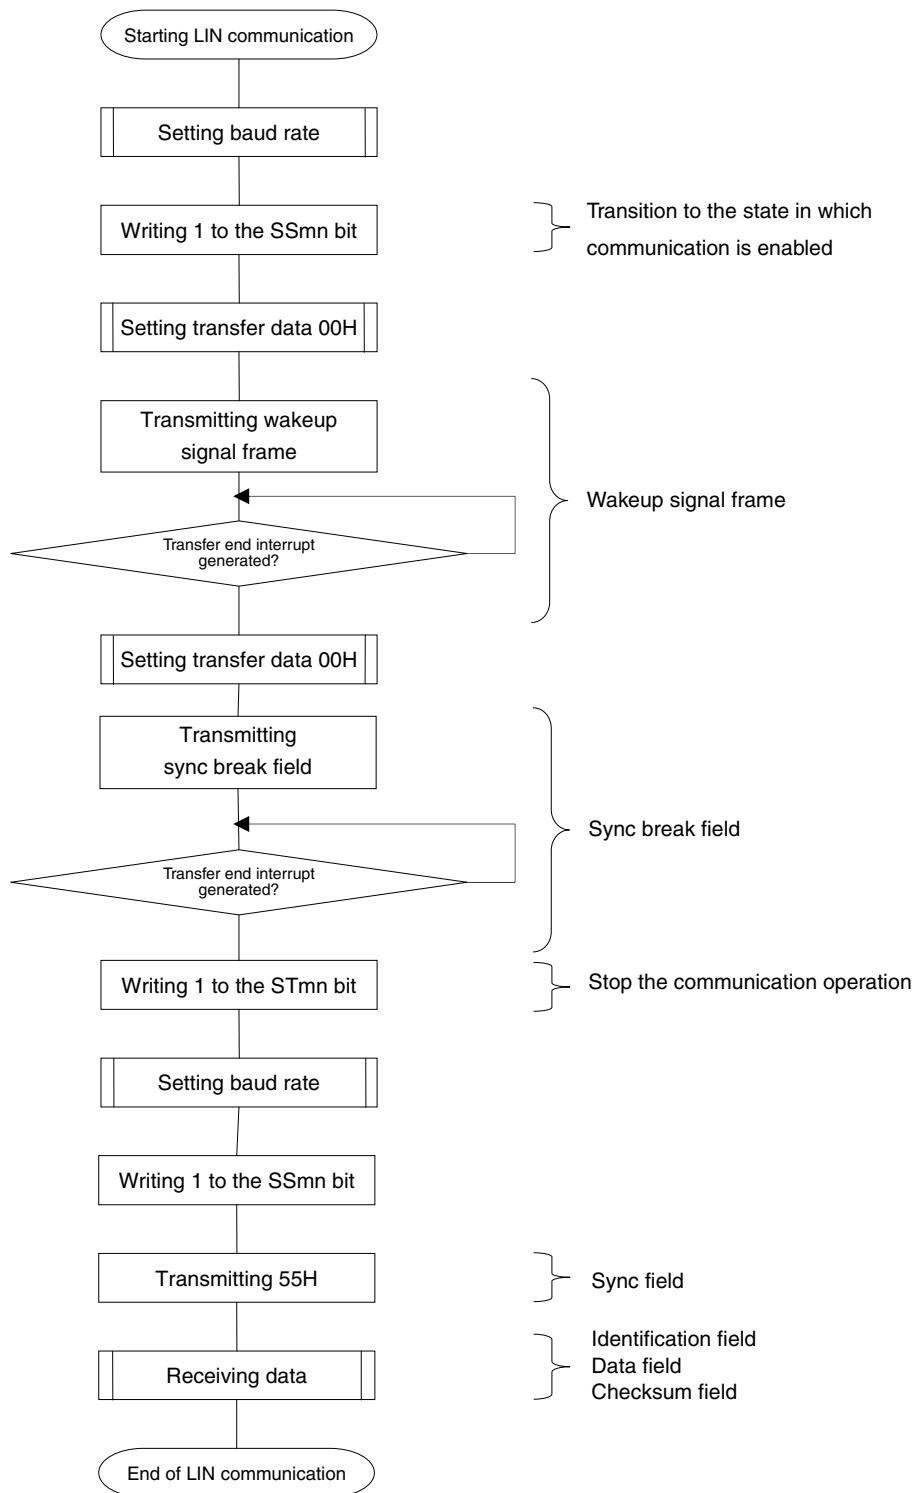 Starting LIN communication
Setting baud rate
Writing 1 to the SSmn bit
Transition to the state in which
communication is enabled
Setting transfer data 00H
Transmitting wakeup
signal frame
Wakeup signal frame
Transfer end interrupt
generated?
Setting transfer data 00H
Transmitting
sync break field
Sync break field
Transfer end interrupt
generated?
Writing 1 to the STmn bit
Stop the communication operation
Setting baud rate
Writing 1 to the SSmn bit
Transmitting 55H
Sync field
Receiving data
Identification field
Data field
Checksum field
End of LIN communication